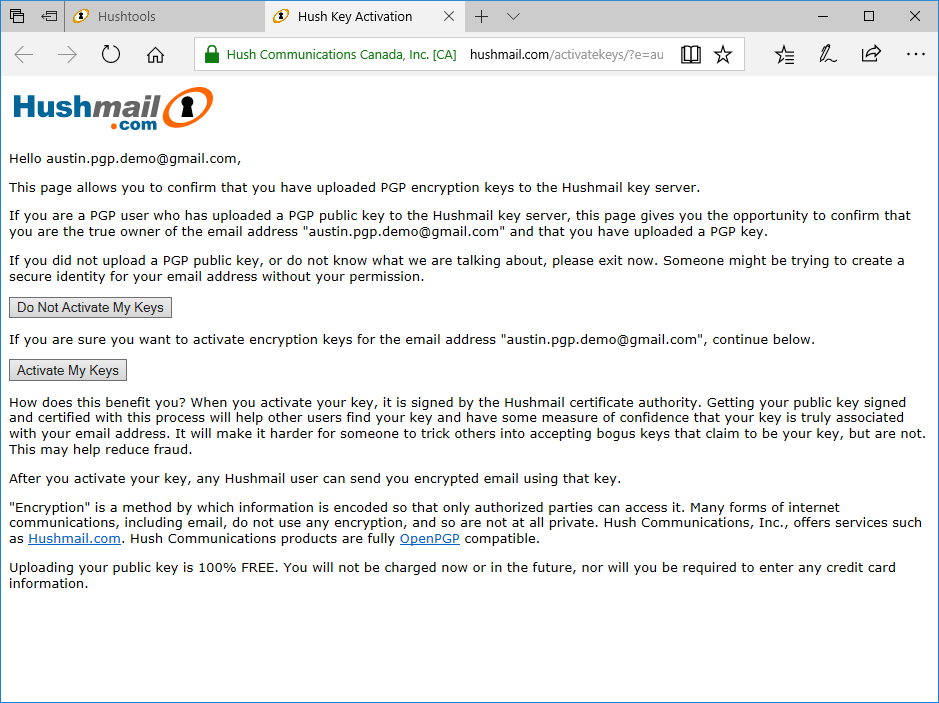 Hushtools
Hush Key Activation
Hush Communications Canada, Inc. [CA]
hushmail.com/activatekeys/?e=au
Hushmail
.com
Hello austin.pgp.demo@gmail.com,
This page allows you to confirm that you have uploaded PGP encryption keys to the Hushmail key server.
If you are a PGP user who has uploaded a PGP public key to the Hushmail key server, this page gives you the opportunity to confirm that
you are the true owner of the email address "austin.pgp.demo@gmail.com" and that you have uploaded a PGP key.
If you did not upload a PGP public key, or do not know what we are talking about, please exit now. Someone might be trying to create a
secure identity for your email address without your permission.
Do Not Activate My Keys
If you are sure you want to activate encryption keys for the email address "austin.pgp.demo@gmail.com", continue below.
Activate My Keys
How does this benefit you? When you activate your key, it is signed by the Hushmail certificate authority. Getting your public key signed
and certified with this process will help other users find your key and have some measure of confidence that your key is truly associated
with your email address. It will make it harder for someone to trick others into accepting bogus keys that claim to be your key, but are not.
This may help reduce fraud.
After you activate your key, any Hushmail user can send you encrypted email using that key.
"Encryption" is a method by which information is encoded so that only authorized parties can access it. Many forms of internet
communications, including email, do not use any encryption, and so are not at all private. Hush Communications, Inc., offers services such
as Hushmail.com. Hush Communications products are fully OpenPGP compatible.
Uploading your public key is 100% FREE. You will not be charged now or in the future, nor will you be required to enter any credit card
information.